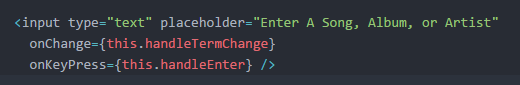 <input type="text" placeholder="Enter A Song, Album, or Artist"
onChange={this.handleTermChange}
onKeyPress={this.handleEnter} />